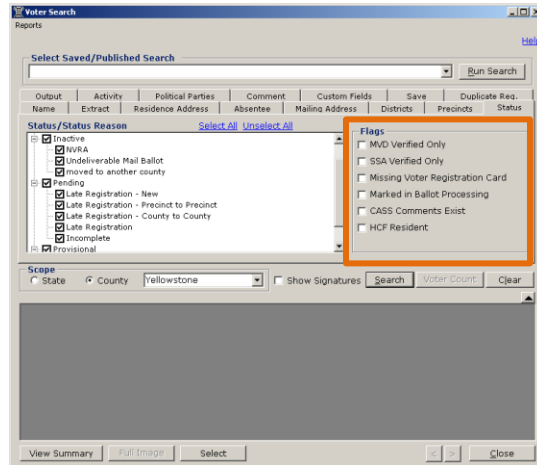 Voter Search
Reports
Help
Select Saved/Published Search
Run Search
Output Activity Political Parties Comment Custom Fields Save Duplicate Reg.
Name Extract Residence Address Absentee Mailing Address Districts Precincts Status
Status/Status Reason Select All Unselect All
Inactive
NVRA
Undeliverable Mail Ballot
moved to another county
Pending
Late Registration - New
Late Registration - Precinct to Precinct
Late Registration - County to County
Late Registration
Incomplete
Provisional
Flags
MVD Verified Only
SSA Verified Only
Missing Voter Registration Card
Marked in Ballot Processing
CASS Comments Exist
HCF Resident
Scope
State County Yellowstone Show Signatures Search Voter Count Clear
View Summary Full Image Select < > Close